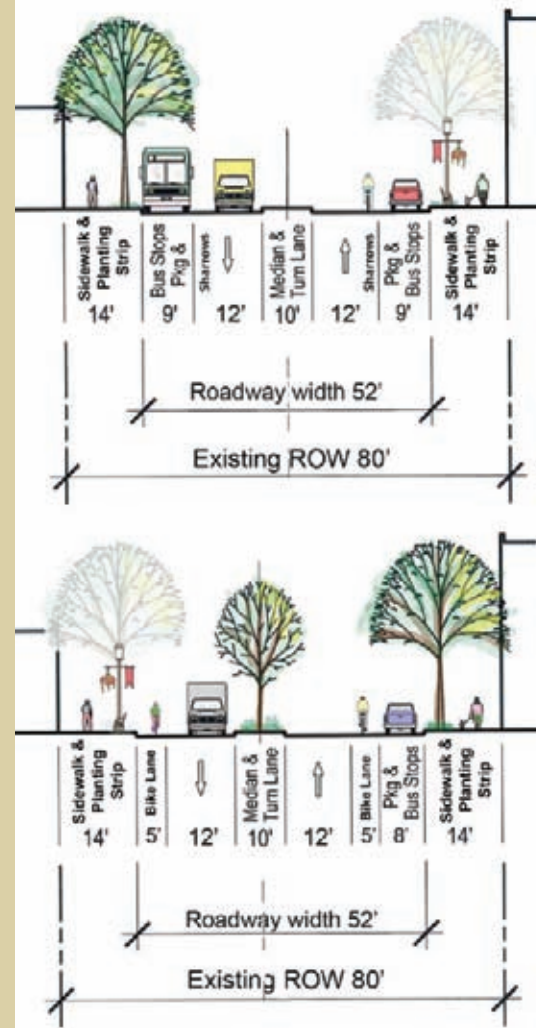 Sidewalk &
Planting
Strip
14'
Bus Stops
Pkg &
9'
Sharrows
12'
Median &
Turn Lane
10'
12'
Sharrows
Pkg &
Bus Stops
9'
Sidewalk &
Planting
Strip
14'
Roadway width 52'
Existing ROW 80'
Sidewalk &
Planting
Strip
14'
Bike Lane
5'
12'
Median &
Turn Lane
10'
12'
Bike Lane
5'
Pkg &
Bus Stops
8'
Sidewalk &
Planting
Strip
14'
Roadway width 52'
Existing ROW 80'